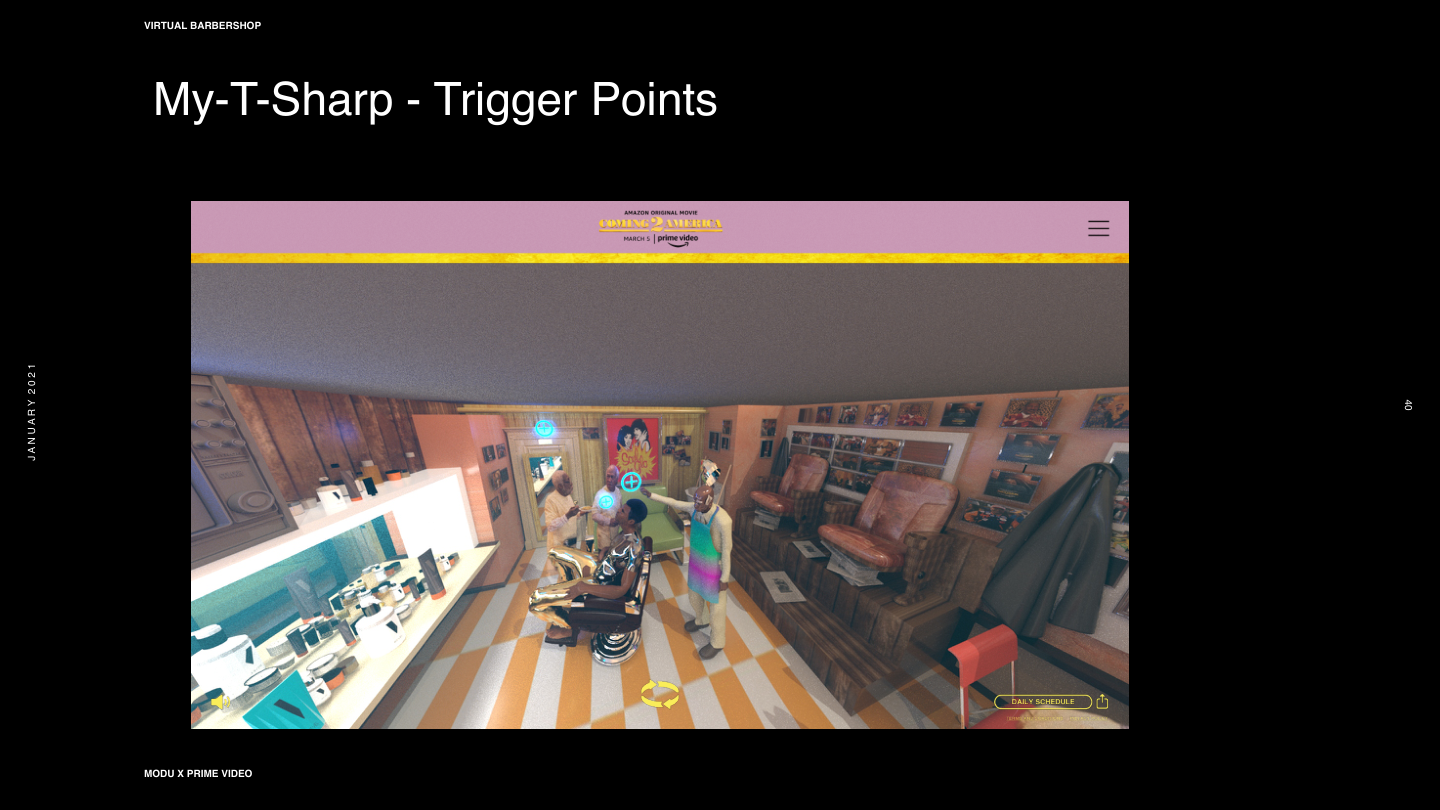 VIRTUAL BARBERSHOP
My-T-Sharp - Trigger Points
AMAZON ORIGINAL MOVIE
COMING 2 AMERICA
MARCH 5 | prime video
JANUARY 2021
40
DAILY SCHEDULE
MODU X PRIME VIDEO